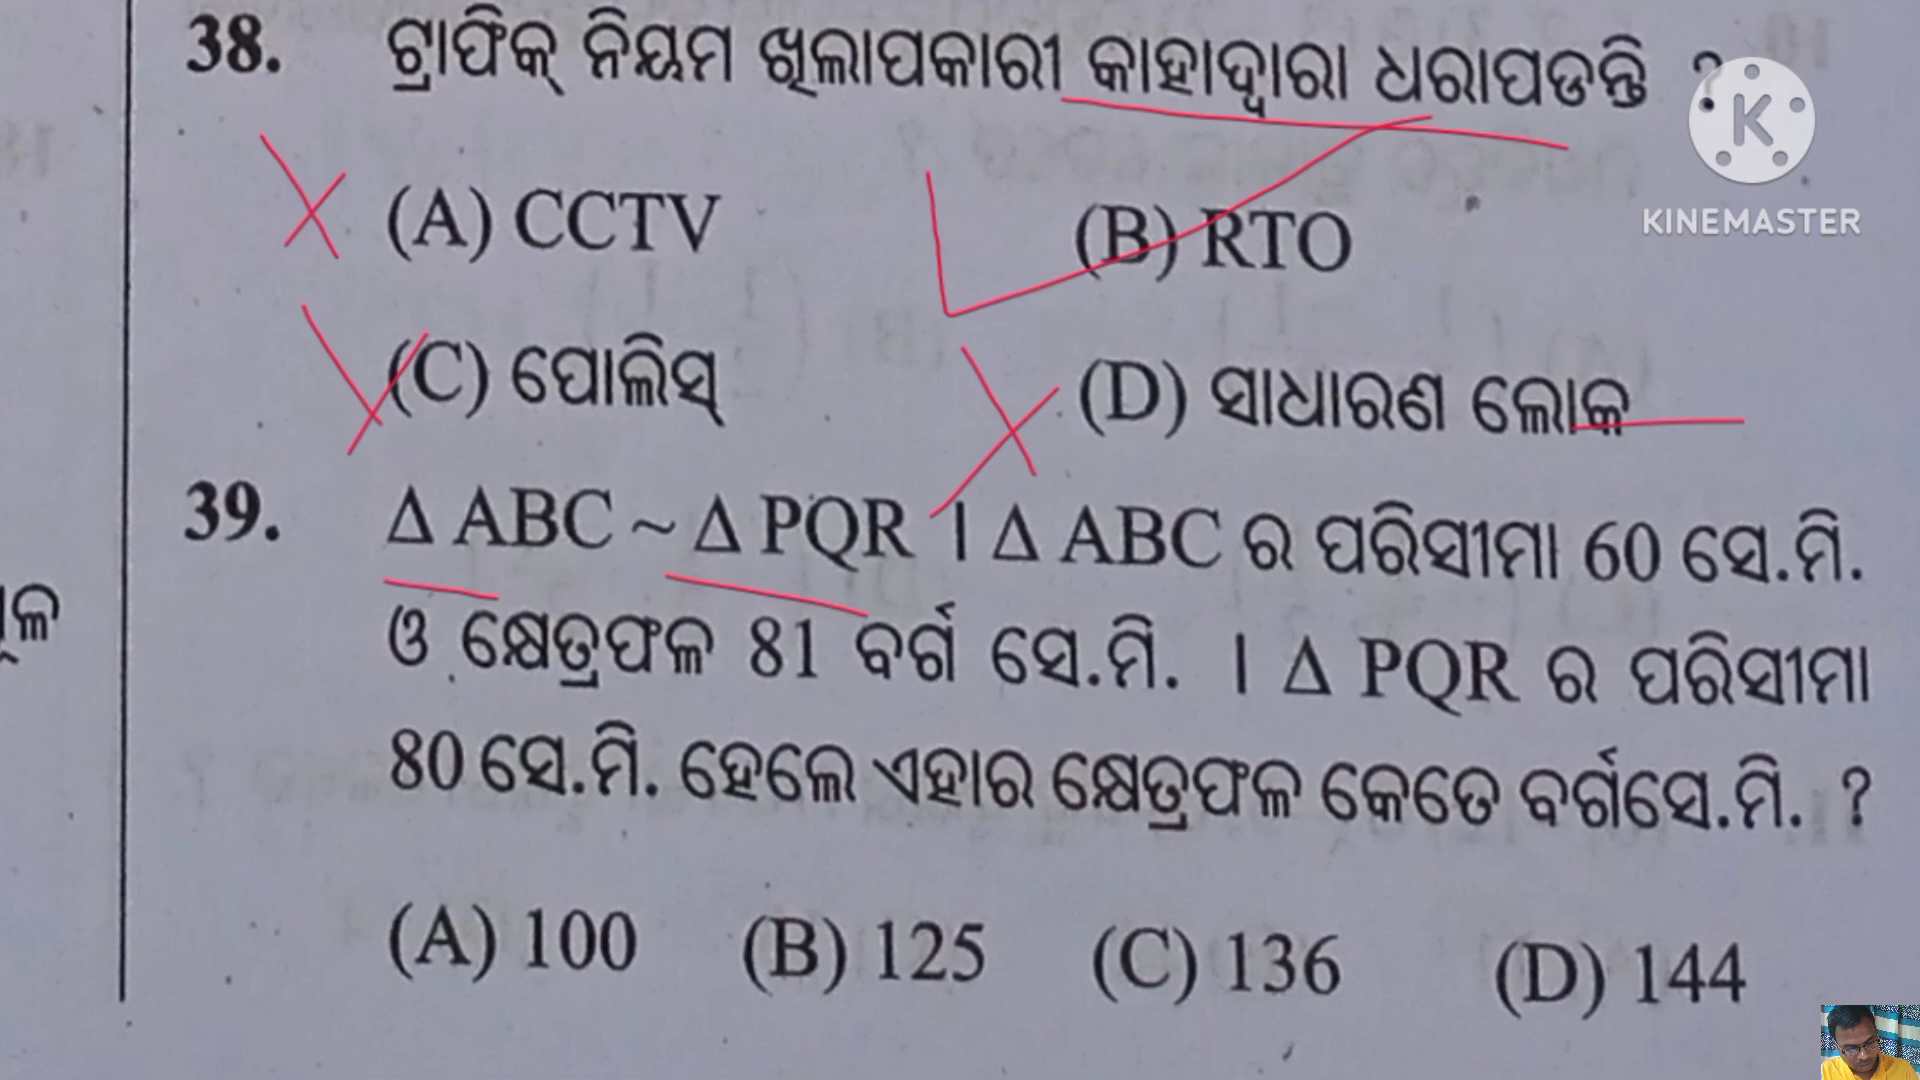 38. ଟ୍ରାଫିକ୍ ନିୟମ ଖିଲାପକାରୀ କାହାଦ୍ୱାରା ଧରାପଡନ୍ତି ?
K
KINEMASTER
(A) CCTV (B) RTO
(C) ପୋଲିସ୍ (D) ସାଧାରଣ ଲୋକ
39. Δ ABC ~ Δ PQR । Δ ABC ର ପରିସୀମା 60 ସେ.ମି.
ଓ କ୍ଷେତ୍ରଫଳ 81 ବର୍ଗ ସେ.ମି. । Δ PQR ର ପରିସୀମା
80 ସେ.ମି. ହେଲେ ଏହାର କ୍ଷେତ୍ରଫଳ କେତେ ବର୍ଗସେ.ମି. ?
(A) 100 (B) 125 (C) 136 (D) 144